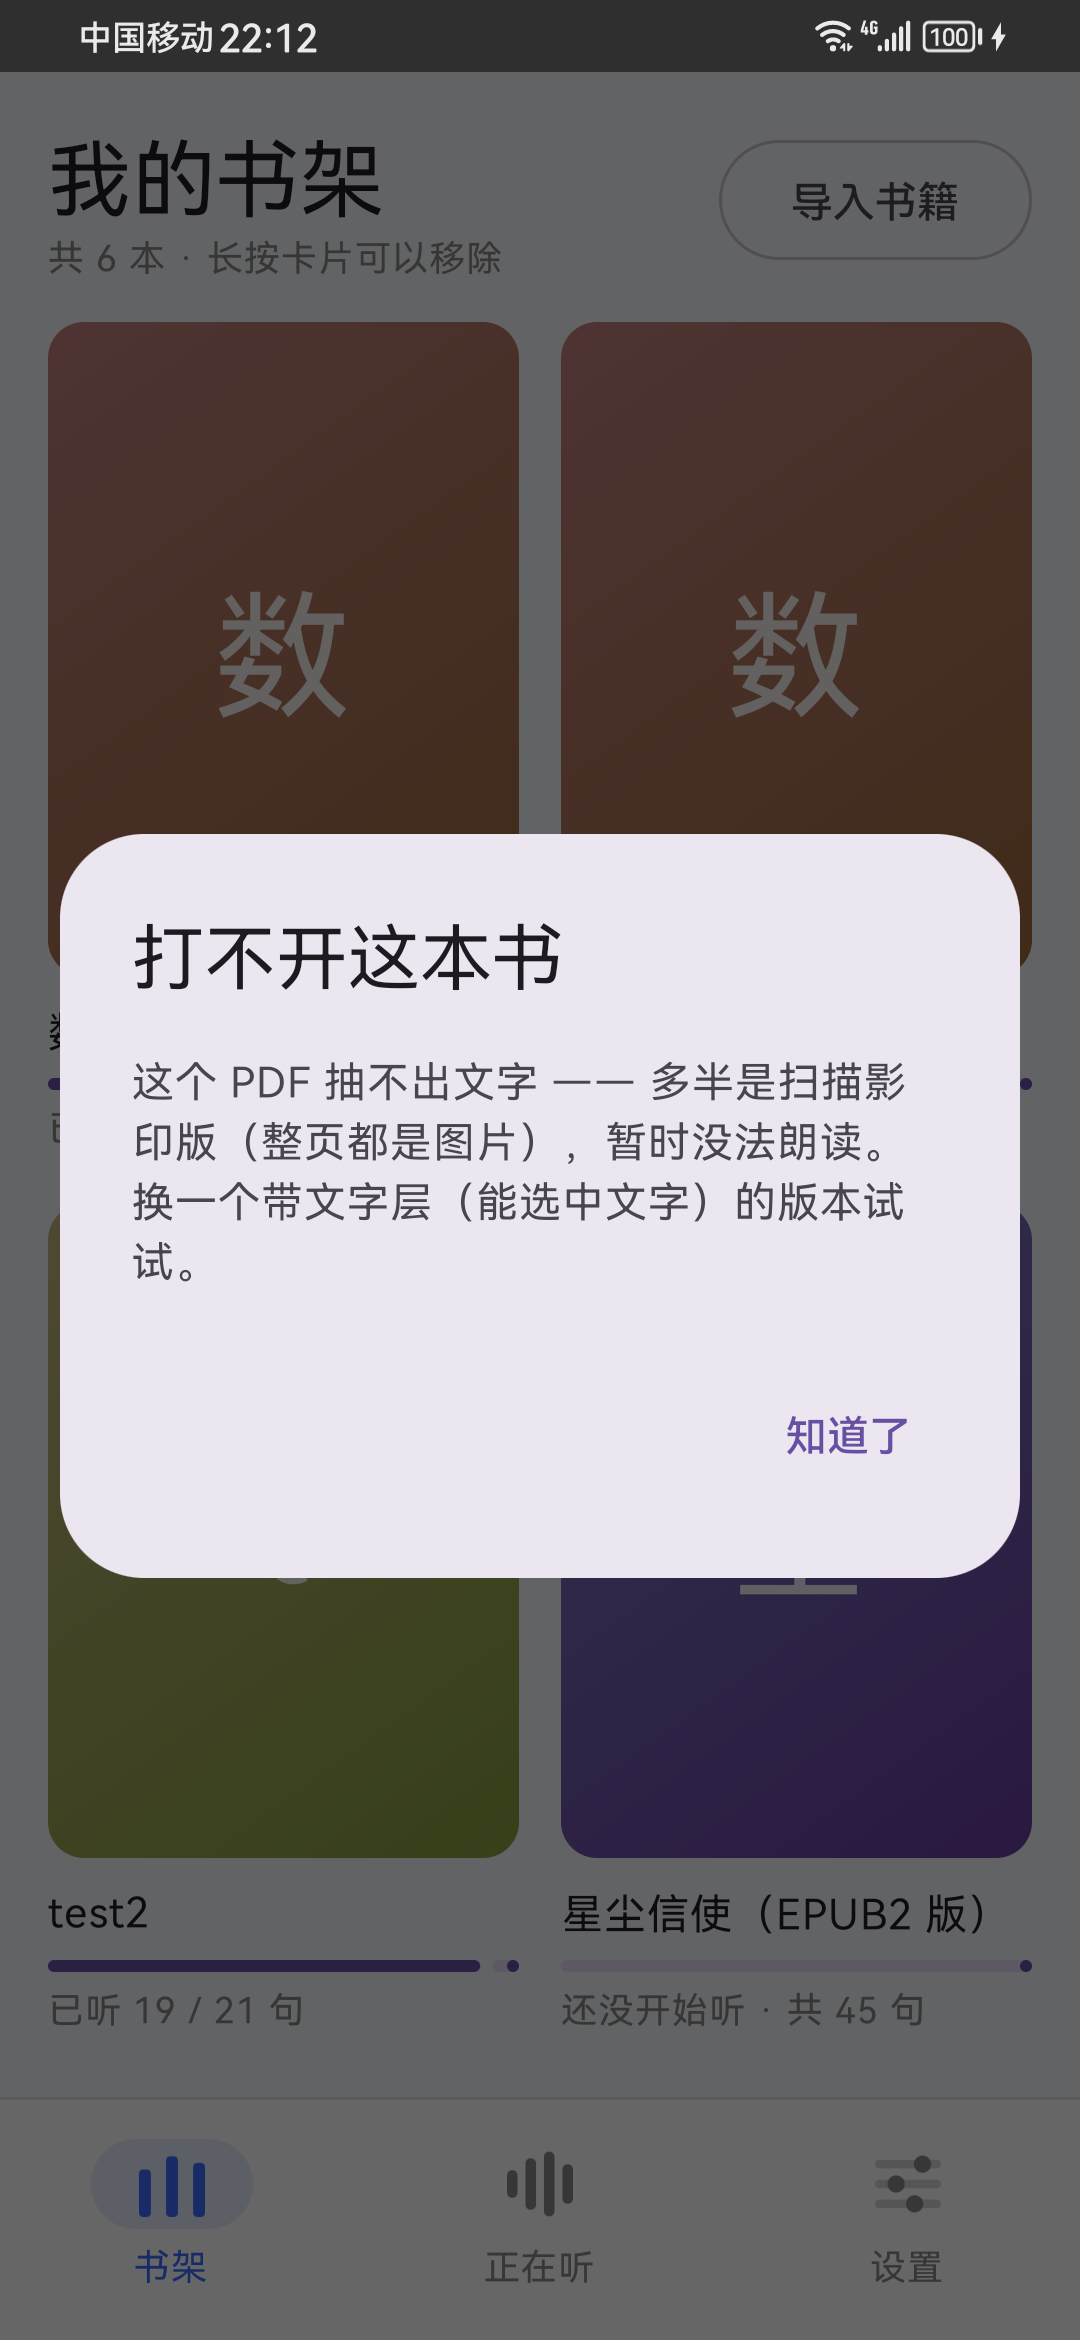 中国移动 22:12
4G
100
我的书架
导入书籍
共 6 本 · 长按卡片可以移除
数
数
打不开这本书
这个 PDF 抽不出文字 —— 多半是扫描影
印版（整页都是图片），暂时没法朗读。
换一个带文字层（能选中文字）的版本试
试。
知道了
test2
星尘信使（EPUB2 版）
已听 19 / 21 句
还没开始听 · 共 45 句
书架
正在听
设置